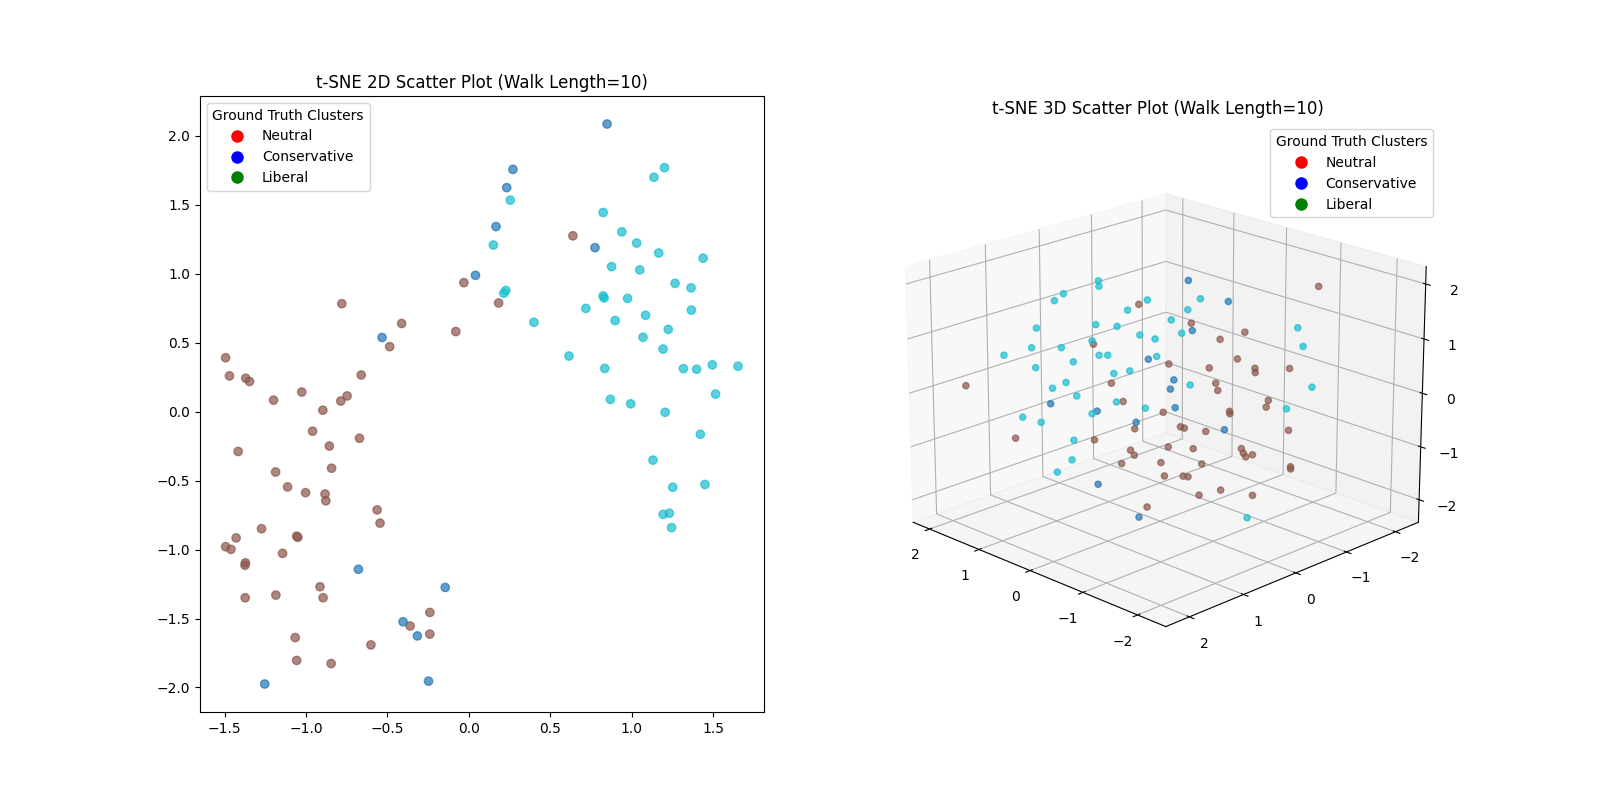 t-SNE 2D Scatter Plot (Walk Length=10)
Ground Truth Clusters
Neutral
Conservative
Liberal
2.0
1.5
1.0
0.5
0.0
−0.5
−1.0
−1.5
−2.0
−1.5 −1.0 −0.5 0.0 0.5 1.0 1.5
t-SNE 3D Scatter Plot (Walk Length=10)
Ground Truth Clusters
Neutral
Conservative
Liberal
2
1
0
−1
−2
2
1
0
−1
−2
2
1
0
−1
−2